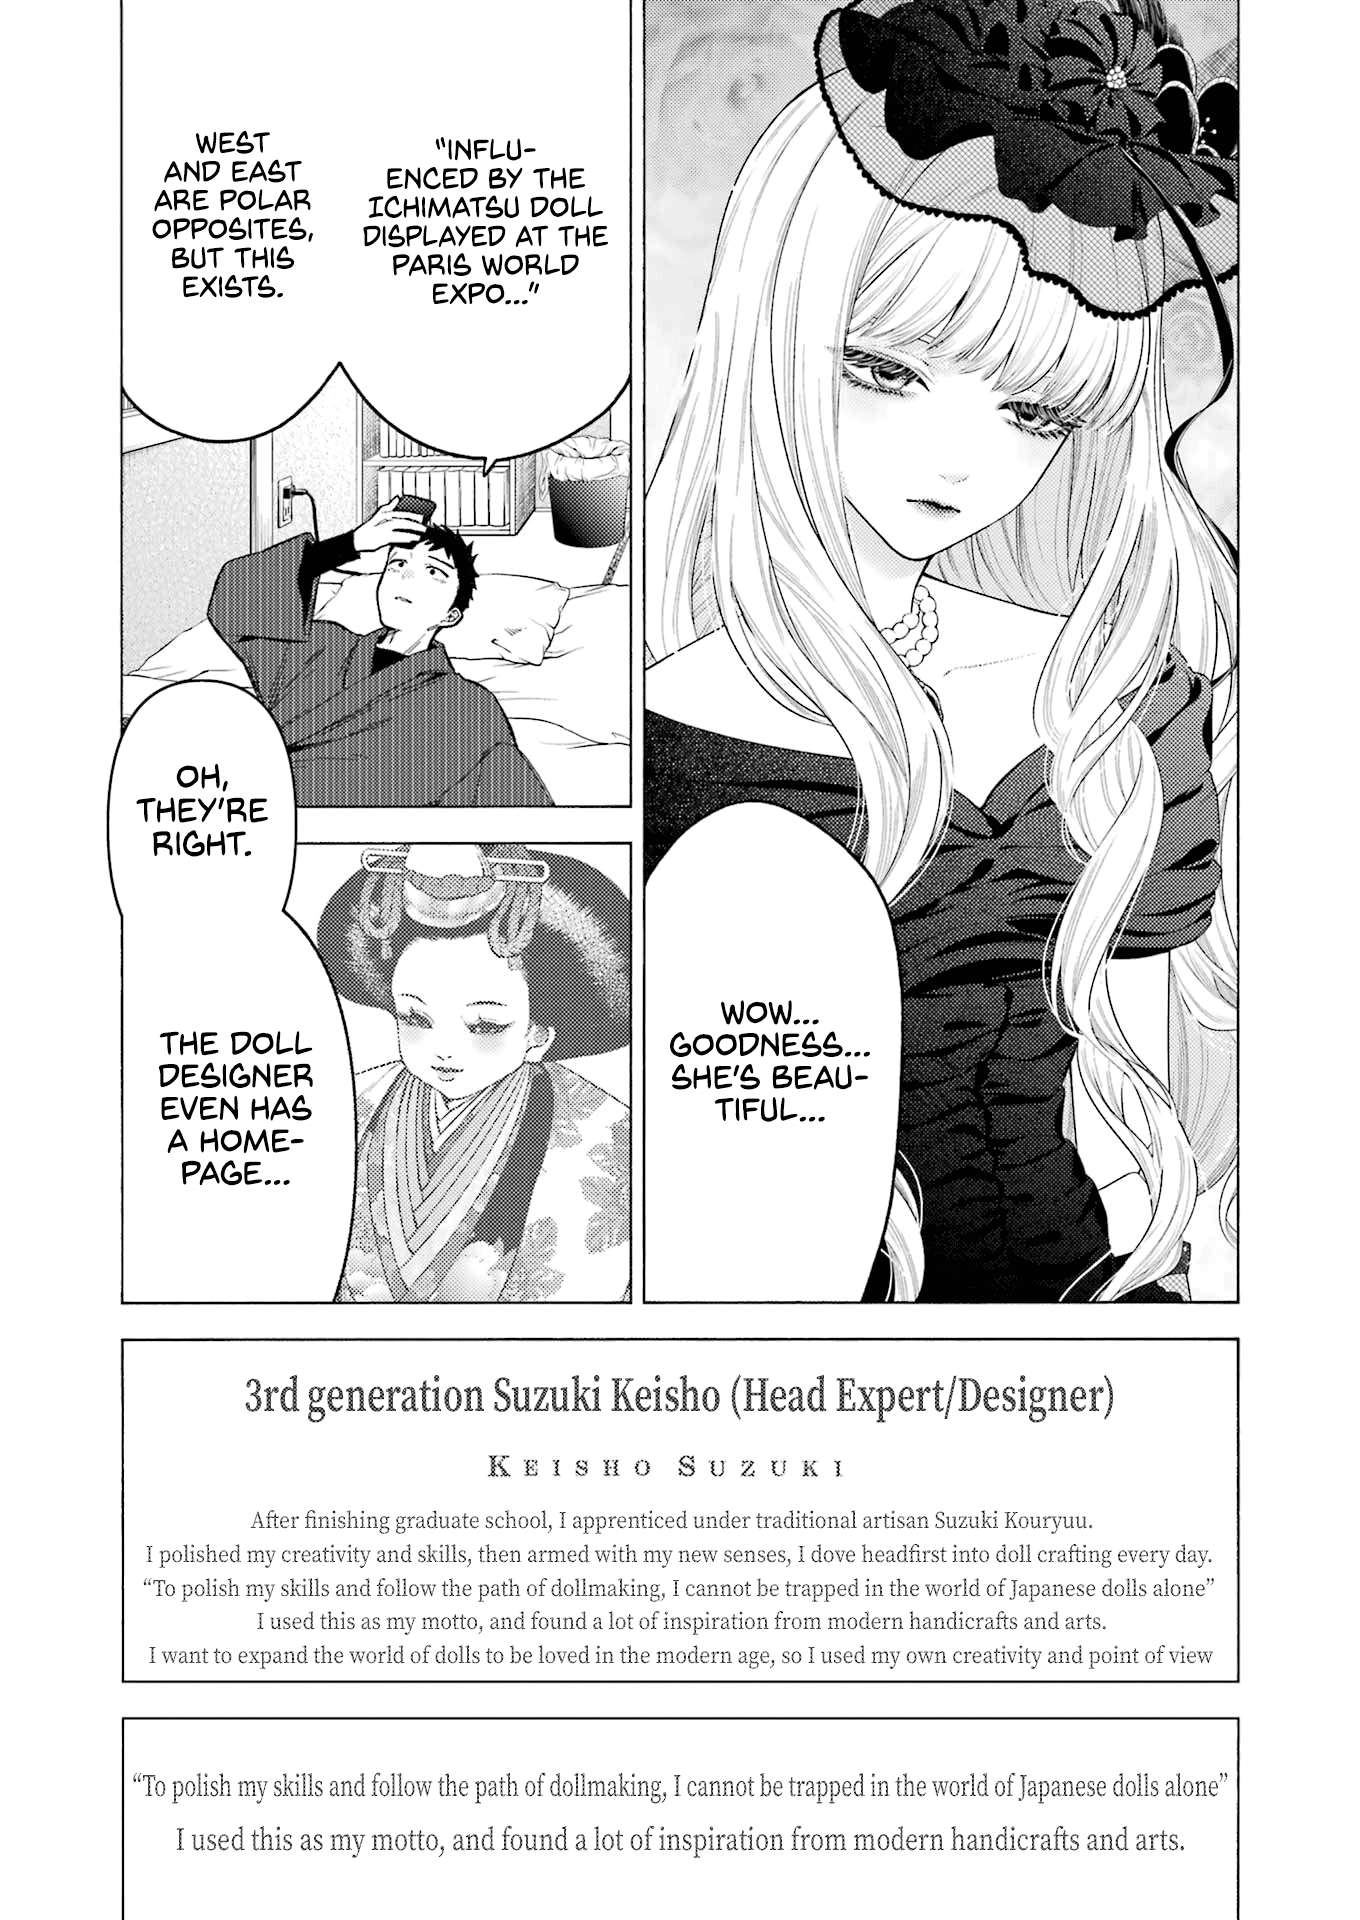 "INFLU-
ENCED BY THE
ICHIMATSU DOLL
DISPLAYED AT THE
PARIS WORLD
EXPO..."
WEST
AND EAST
ARE POLAR
OPPOSITES,
BUT THIS
EXISTS.
WOW...
GOODNESS...
SHE'S BEAU-
TIFUL...
OH,
THEY'RE
RIGHT.
THE DOLL
DESIGNER
EVEN HAS
A HOME-
PAGE...
3rd generation Suzuki Keisho (Head Expert/Designer)
KEISHO SUZUKI
After finishing graduate school, I apprenticed under traditional artisan Suzuki Kouryuu.
I polished my creativity and skills, then armed with my new senses, I dove headfirst into doll crafting every day.
“To polish my skills and follow the path of dollmaking, I cannot be trapped in the world of Japanese dolls alone”
I used this as my motto, and found a lot of inspiration from modern handicrafts and arts.
I want to expand the world of dolls to be loved in the modern age, so I used my own creativity and point of view
“To polish my skills and follow the path of dollmaking, I cannot be trapped in the world of Japanese dolls alone”
I used this as my motto, and found a lot of inspiration from modern handicrafts and arts.